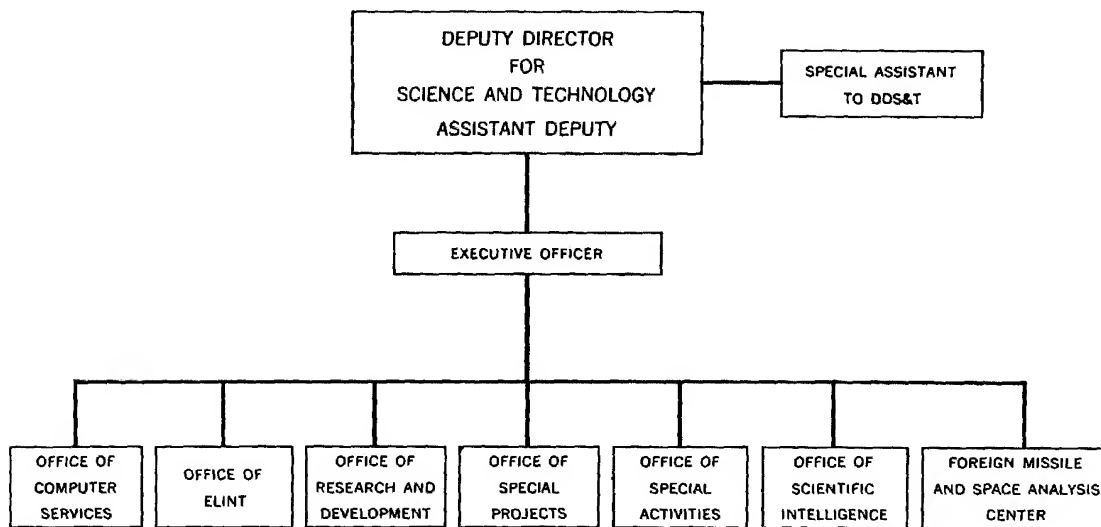 DEPUTY DIRECTOR
FOR
SCIENCE AND TECHNOLOGY
ASSISTANT DEPUTY
SPECIAL ASSISTANT
TO DDS&T
EXECUTIVE OFFICER
OFFICE OF
COMPUTER
SERVICES
OFFICE OF
ELINT
OFFICE OF
RESEARCH AND
DEVELOPMENT
OFFICE OF
SPECIAL
PROJECTS
OFFICE OF
SPECIAL
ACTIVITIES
OFFICE OF
SCIENTIFIC
INTELLIGENCE
FOREIGN MISSILE
AND SPACE ANALYSIS
CENTER